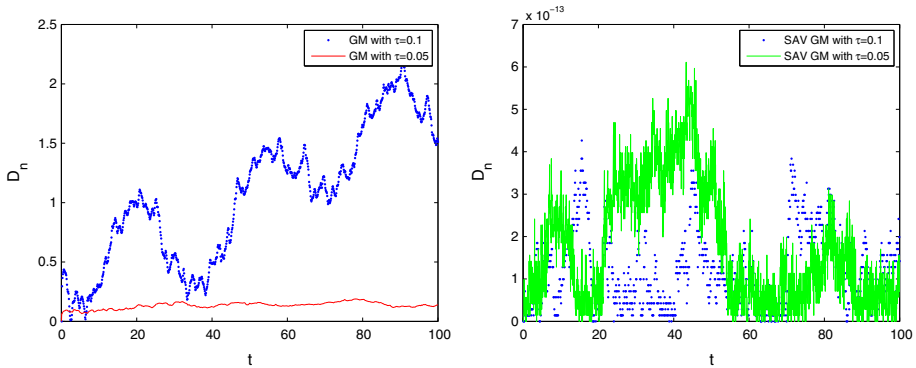 2.5
2
1.5
1
0.5
0
0 20 40 60 80 100
D_n
t
GM with τ=0.1
GM with τ=0.05
x 10^-13
7
6
5
4
3
2
1
0
0 20 40 60 80 100
D_n
t
SAV GM with τ=0.1
SAV GM with τ=0.05